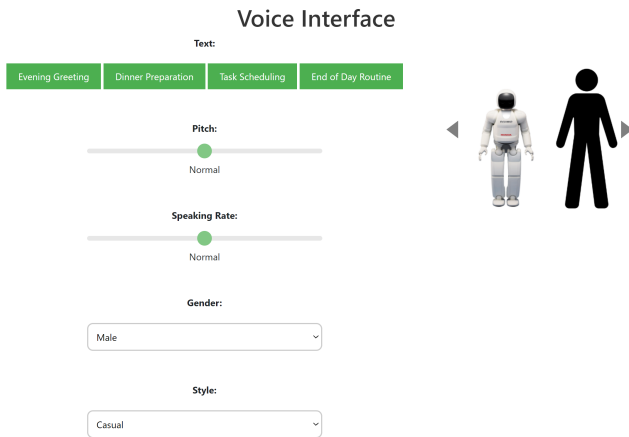 Voice Interface
Text:
Evening Greeting Dinner Preparation Task Scheduling End of Day Routine
Pitch:
Normal
Speaking Rate:
Normal
Gender:
Male
Style:
Casual